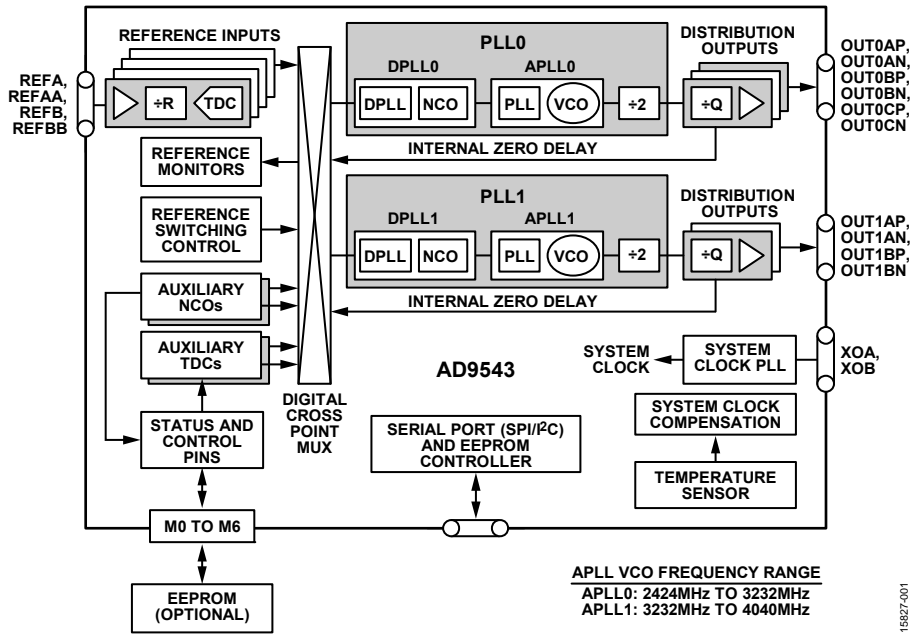 REFERENCE INPUTS
REFA,
REFAA,
REFB,
REFBB
÷R
TDC
REFERENCE
MONITORS
REFERENCE
SWITCHING
CONTROL
AUXILIARY
NCOs
AUXILIARY
TDCs
STATUS AND
CONTROL
PINS
M0 TO M6
EEPROM
(OPTIONAL)
DIGITAL
CROSS
POINT
MUX
PLL0
DPLL0
APLL0
DPLL
NCO
PLL
VCO
÷2
INTERNAL ZERO DELAY
DISTRIBUTION
OUTPUTS
÷Q
OUT0AP,
OUT0AN,
OUT0BP,
OUT0BN,
OUT0CP,
OUT0CN
PLL1
DPLL1
APLL1
DPLL
NCO
PLL
VCO
÷2
INTERNAL ZERO DELAY
DISTRIBUTION
OUTPUTS
÷Q
OUT1AP,
OUT1AN,
OUT1BP,
OUT1BN
AD9543
SYSTEM
CLOCK
SYSTEM
CLOCK PLL
XOA,
XOB
SYSTEM CLOCK
COMPENSATION
TEMPERATURE
SENSOR
SERIAL PORT (SPI/I²C)
AND EEPROM
CONTROLLER
APLL VCO FREQUENCY RANGE
APLL0: 2424MHz TO 3232MHz
APLL1: 3232MHz TO 4040MHz
15827-001